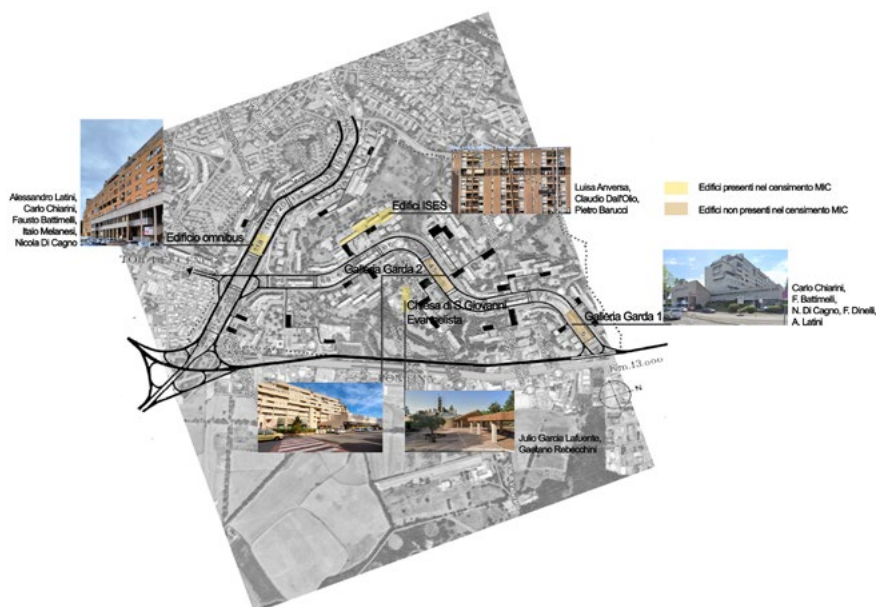 Alessandro Latini,
Carlo Chiarini,
Fausto Battimelli,
Italo Melanesi,
Nicola Di Cagno
Edificio omnibus
Edifici ISES
Luisa Anversa,
Claudio Dall'Olio,
Pietro Barucci
Edifici presenti nel censimento MIC
Edifici non presenti nel censimento MIC
Galleria Garda 2
Chiesa di S.Giovanni
Evangelista
Galleria Garda 1
Carlo Chiarini,
F. Battimelli,
N. Di Cagno, F. Dinelli,
A. Latini
Km.13.000
N
Julio Garcia Lafuente,
Gaetano Rebecchini